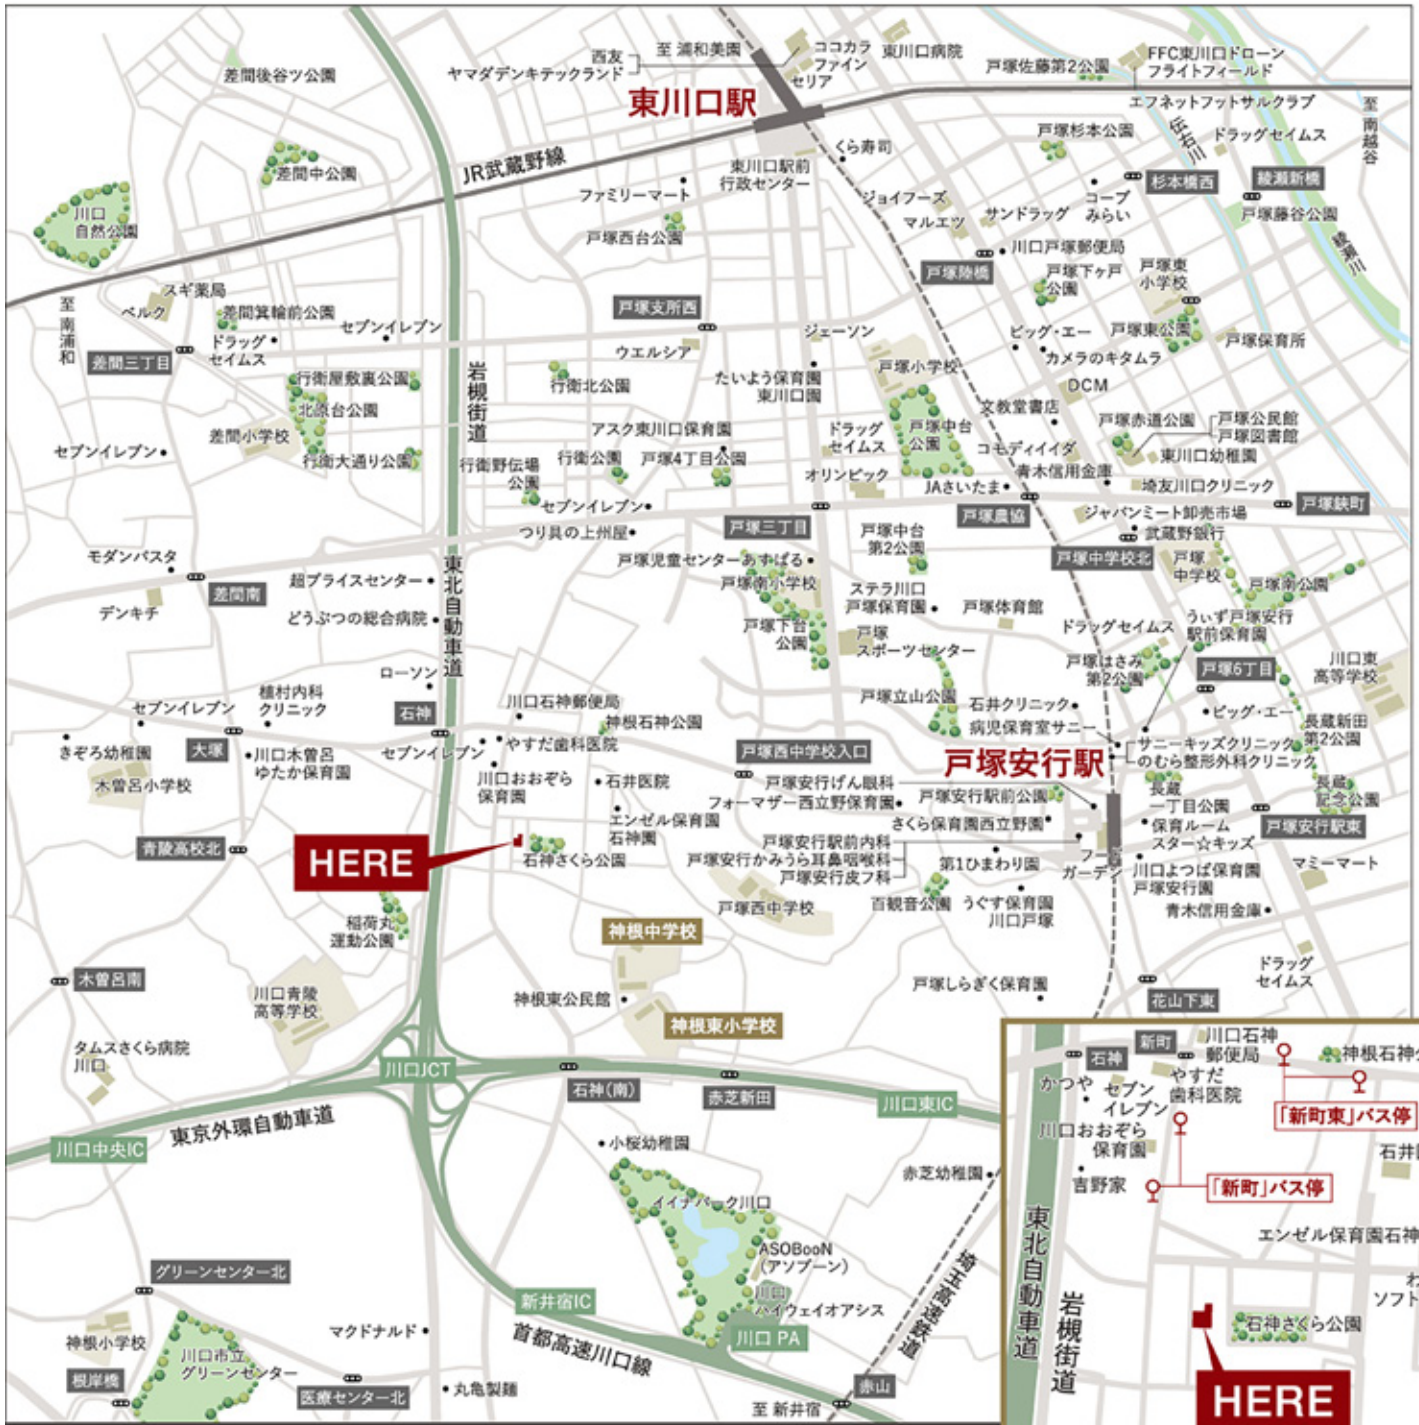 差間後谷ツ公園
西友
ヤマダデンキテックランド
至 浦和美園
ココカラ
ファイン
セリア
東川口病院
戸塚佐藤第2公園
FFC東川口ドローン
フライトフィールド
東川口駅
エフネットフットサルクラブ
至 南越谷
伝右川
ドラッグセイムス
戸塚杉本公園
くら寿司
JR武蔵野線
差間中公園
東川口駅前
行政センター
ファミリーマート
ジョイフーズ
マルエツ
サンドラッグ
コープ
みらい
杉本橋西
綾瀬新橋
戸塚藤谷公園
綾瀬川
川口
自然公園
戸塚西台公園
川口戸塚郵便局
戸塚陸橋
戸塚下ヶ戸
公園
戸塚東
小学校
至 南浦和
スギ薬局
ベルク
差間箕輪前公園
ドラッグ
セイムス
セブンイレブン
差間三丁目
戸塚支所西
ウエルシア
ジェーソン
ビッグ・エー
カメラのキタムラ
戸塚東公園
戸塚保育所
岩槻街道
行衛屋敷裏公園
行衛北公園
たいよう保育園
東川口園
戸塚小学校
DCM
北原台公園
差間小学校
セブンイレブン
行衛大通り公園
アスク東川口保育園
行衛野伝場
公園
行衛公園
戸塚4丁目公園
ドラッグ
セイムス
オリンピック
戸塚中台
公園
文教堂書店
コモディイイダ
青木信用金庫
戸塚赤道公園
戸塚公民館
戸塚図書館
東川口幼稚園
セブンイレブン
つり具の上州屋
戸塚三丁目
JAさいたま
戸塚農協
埼友川口クリニック
戸塚鋏町
ジャパンミート卸売市場
武蔵野銀行
モダンパスタ
差間南
デンキチ
超プライスセンター
どうぶつの総合病院
東北自動車道
戸塚児童センターあすぱる
戸塚南小学校
戸塚中台
第2公園
戸塚中学校北
戸塚
中学校
戸塚南公園
ステラ川口
戸塚保育園
戸塚体育館
戸塚下台
公園
戸塚
スポーツセンター
ドラッグセイムス
うぃず戸塚安行
駅前保育園
戸塚はさみ
第2公園
戸塚6丁目
川口東
高等学校
ローソン
植村内科
クリニック
セブンイレブン
石神
川口石神郵便局
神根石神公園
戸塚立山公園
石井クリニック
病児保育室サニー
ビッグ・エー
長蔵新田
第2公園
きぞろ幼稚園
大塚
川口木曽呂
ゆたか保育園
セブンイレブン
やすだ歯科医院
戸塚西中学校入口
戸塚安行駅
サニーキッズクリニック
のむら整形外科クリニック
木曽呂小学校
川口おおぞら
保育園
石井医院
戸塚安行げん眼科
フォーマザー西立野保育園
戸塚安行駅前公園
長蔵
一丁目公園
長蔵
記念公園
エンゼル保育園
石神園
さくら保育園西立野園
保育ルーム
スター☆キッズ
戸塚安行駅東
青陵高校北
HERE
石神さくら公園
戸塚安行駅前内科
戸塚安行かみうら耳鼻咽喉科
戸塚安行皮フ科
第1ひまわり園
フード
ガーデン
川口よつば保育園
戸塚安行園
マミーマート
稲荷丸
運動公園
戸塚西中学校
百観音公園
うぐす保育園
川口戸塚
青木信用金庫
神根中学校
木曽呂南
川口青陵
高等学校
神根東公民館
戸塚しらぎく保育園
花山下東
ドラッグ
セイムス
神根東小学校
タムスさくら病院
川口
川口JCT
石神(南)
赤芝新田
川口東IC
川口中央IC
東京外環自動車道
小桜幼稚園
赤芝幼稚園
イイナパーク川口
ASOBooN
(アソブーン)
川口
ハイウェイオアシス
埼玉高速鉄道
グリーンセンター北
新井宿IC
首都高速川口線
川口 PA
神根小学校
川口市立
グリーンセンター
マクドナルド
根岸橋
医療センター北
丸亀製麺
至 新井宿
赤山
石神
新町
川口石神
郵便局
神根石神公
かつや
セブン
イレブン
やすだ
歯科医院
「新町東」バス停
川口おおぞら
保育園
石井
吉野家
「新町」バス停
東北自動車道
岩槻街道
エンゼル保育園石神
ソフト
石神さくら公園
HERE